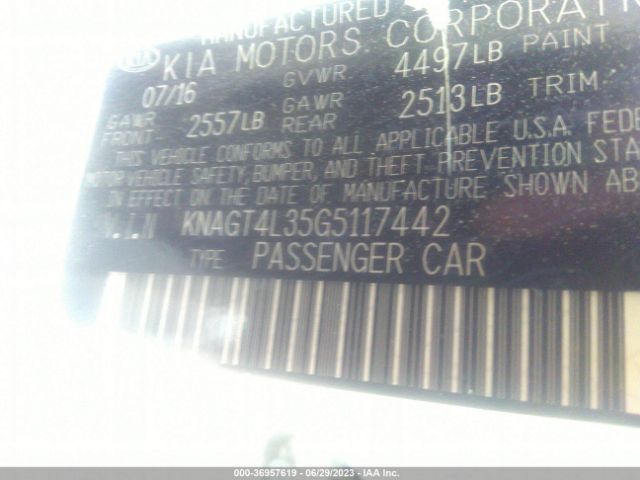 MANUFACTURED
KIA KIA MOTORS CORPORATI
07/16 GVWR 4497LB PAINT
GAWR FRONT 2557LB GAWR REAR 2513LB TRIM
THIS VEHICLE CONFORMS TO ALL APPLICABLE U.S.A. FEDE
MOTOR VEHICLE SAFETY, BUMPER, AND THEFT PREVENTION STA
IN EFFECT ON THE DATE OF MANUFACTURE SHOWN AB
V.I.N KNAGT4L35G5117442
TYPE PASSENGER CAR
000-36957619 - 06/29/2023 - IAA Inc.